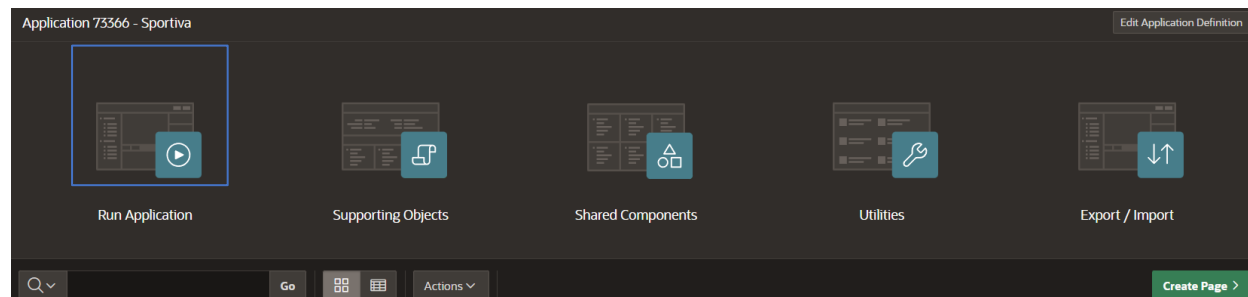 Application 73366 - Sportiva
Edit Application Definition
Run Application
Supporting Objects
Shared Components
Utilities
Export / Import
Go
Actions
Create Page